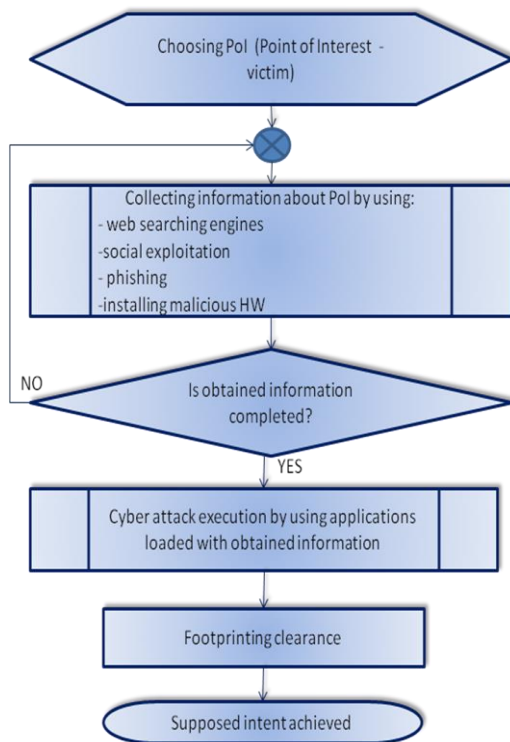 Choosing PoI (Point of Interest -
victim)
Collecting information about PoI by using:
- web searching engines
-social exploitation
- phishing
-installing malicious HW
NO
Is obtained information
completed?
YES
Cyber attack execution by using applications
loaded with obtained information
Footprinting clearance
Supposed intent achieved